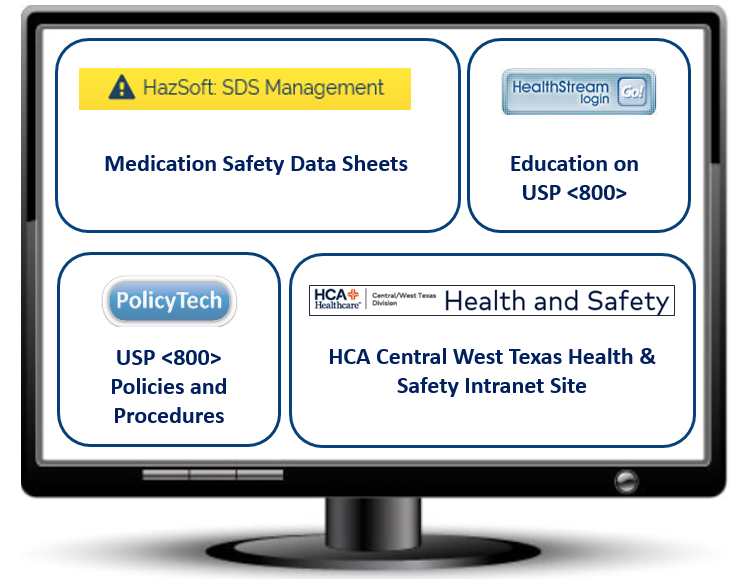 HazSoft: SDS Management
Medication Safety Data Sheets
HealthStream
login
Go!
Education on
USP <800>
PolicyTech
USP <800>
Policies and
Procedures
HCA
Healthcare™
Central/West Texas
Division
Health and Safety
HCA Central West Texas Health &
Safety Intranet Site